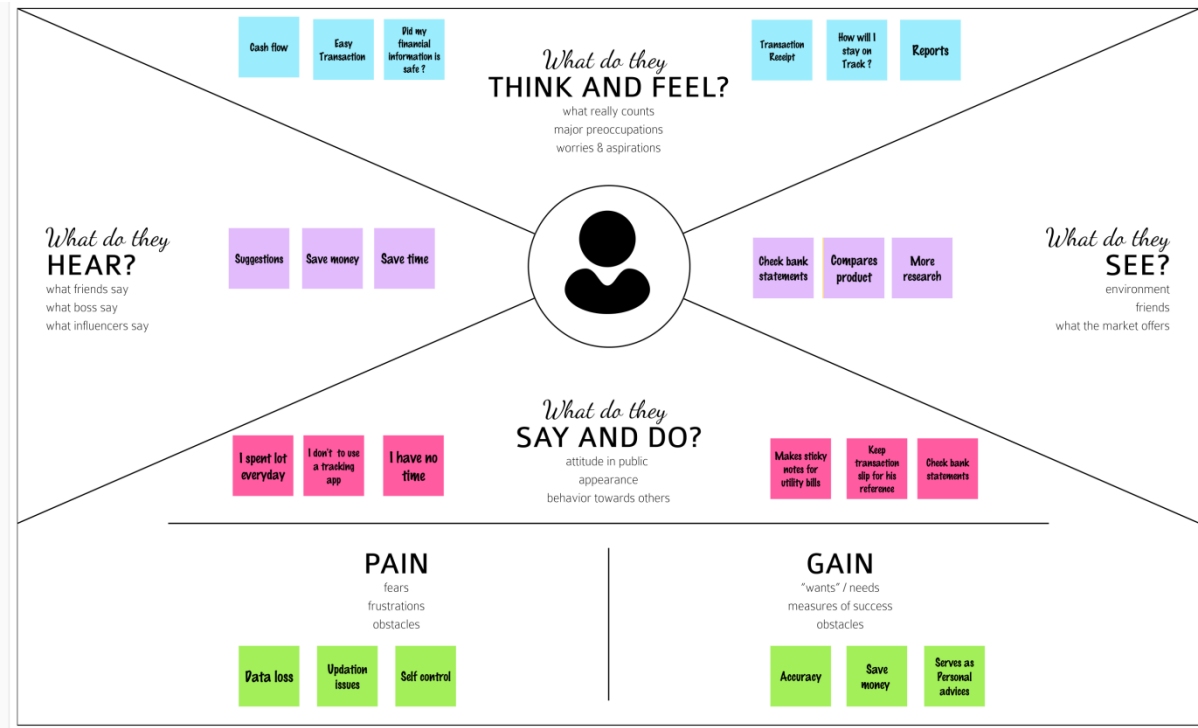 Cash flow
Easy
Transaction
Did my
financial
information is
safe ?
What do they
THINK AND FEEL?
what really counts
major preoccupations
worries & aspirations
Transaction
Receipt
How will I
stay on
Track ?
Reports
What do they
HEAR?
what friends say
what boss say
what influencers say
Suggestions
Save money
Save time
Check bank
statements
Compares
product
More
research
What do they
SEE?
environment
friends
what the market offers
What do they
SAY AND DO?
attitude in public
appearance
behavior towards others
I spent lot
everyday
I don't to use
a tracking
app
I have no
time
Makes sticky
notes for
utility bills
Keep
transaction
slip for his
reference
Check bank
statements
PAIN
fears
frustrations
obstacles
Data loss
Updation
issues
Self control
GAIN
"wants" / needs
measures of success
obstacles
Accuracy
Save
money
Serves as
Personal
advices